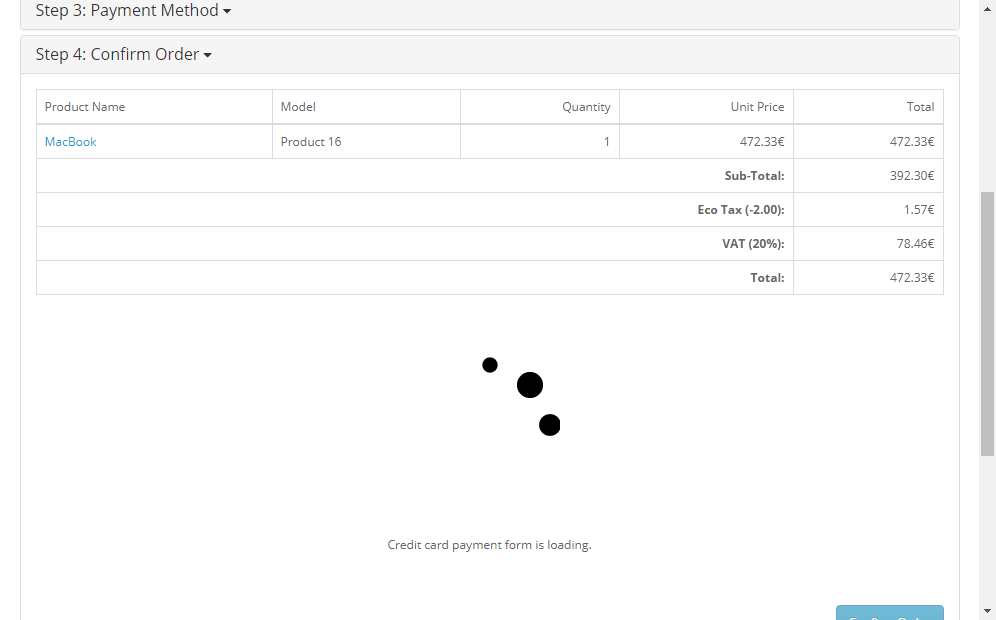 Step 3: Payment Method
Step 4: Confirm Order
Product Name Model Quantity Unit Price Total
MacBook Product 16 1 472.33€ 472.33€
Sub-Total: 392.30€
Eco Tax (-2.00): 1.57€
VAT (20%): 78.46€
Total: 472.33€
Credit card payment form is loading.